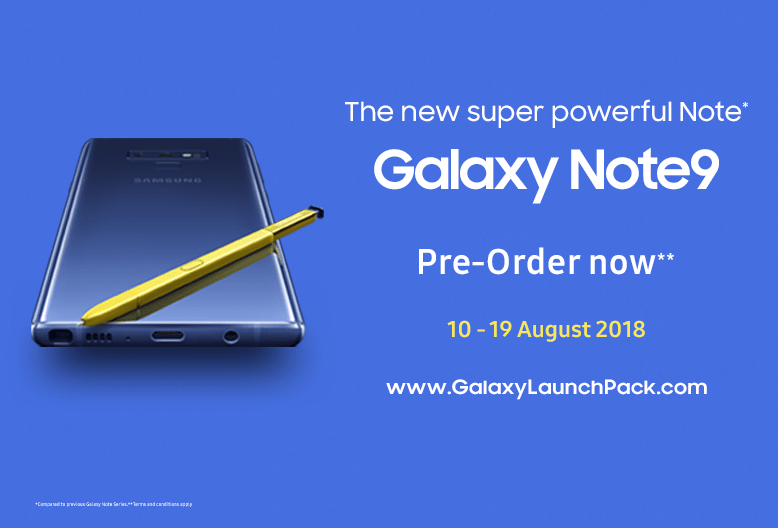 The new super powerful Note*
Galaxy Note9
SAMSUNG
Pre-Order now**
10 - 19 August 2018
www.GalaxyLaunchPack.com
*Compared to previous Galaxy Note Series.**Terms and conditions apply